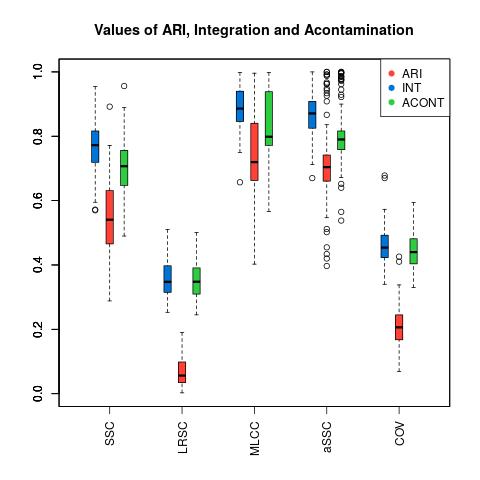 Values of ARI, Integration and Acontamination
ARI
INT
ACONT
1.0
0.8
0.6
0.4
0.2
0.0
SSC
LRSC
MLCC
aSSC
COV